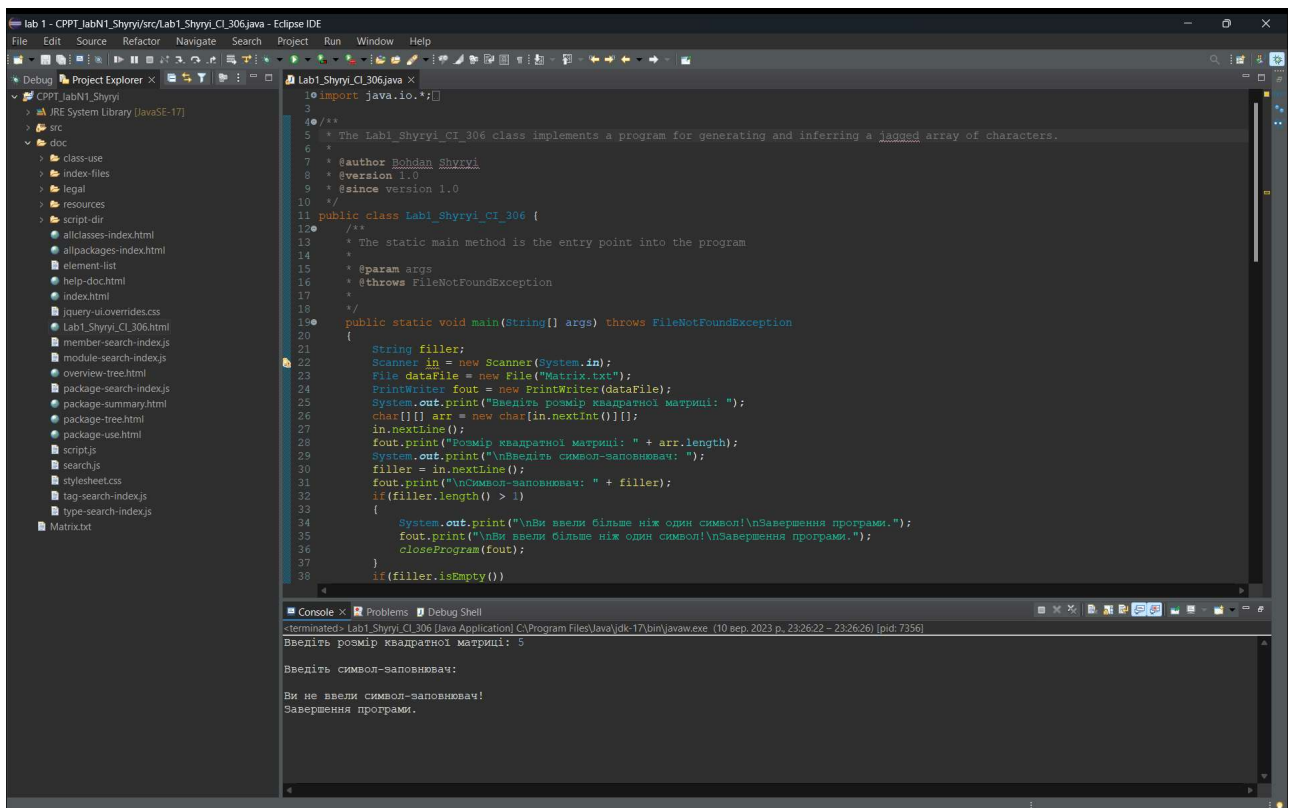 lab 1 - CPPT_labN1_Shyryi/src/Lab1_Shyryi_CI_306.java - Eclipse IDE
File Edit Source Refactor Navigate Search Project Run Window Help
Debug Project Explorer
Lab1_Shyryi_CI_306.java
CPPT_labN1_Shyryi
JRE System Library [JavaSE-17]
src
doc
class-use
index-files
legal
resources
script-dir
allclasses-index.html
allpackages-index.html
element-list
help-doc.html
index.html
jquery-ui.overrides.css
Lab1_Shyryi_CI_306.html
member-search-index.js
module-search-index.js
overview-tree.html
package-search-index.js
package-summary.html
package-tree.html
package-use.html
script.js
search.js
stylesheet.css
tag-search-index.js
type-search-index.js
Matrix.txt
1 import java.io.*;
3
4 /**
5 * The Lab1_Shyryi_CI_306 class implements a program for generating and inferring a jagged array of characters.
6 *
7 * @author Bohdan Shyryi
8 * @version 1.0
9 * @since version 1.0
10 */
11 public class Lab1_Shyryi_CI_306 {
12 /**
13 * The static main method is the entry point into the program
14 *
15 * @param args
16 * @throws FileNotFoundException
17 *
18 */
19 public static void main(String[] args) throws FileNotFoundException
20 {
21 String filler;
22 Scanner in = new Scanner(System.in);
23 File dataFile = new File("Matrix.txt");
24 PrintWriter fout = new PrintWriter(dataFile);
25 System.out.print("Введіть розмір квадратної матриці: ");
26 char[][] arr = new char[in.nextInt()][];
27 in.nextLine();
28 fout.print("Розмір квадратної матриці: " + arr.length);
29 System.out.print("\nВведіть символ-заповнювач: ");
30 filler = in.nextLine();
31 fout.print("\nСимвол-заповнювач: " + filler);
32 if(filler.length() > 1)
33 {
34 System.out.print("\nВи ввели більше ніж один символ!\nЗавершення програми.");
35 fout.print("\nВи ввели більше ніж один символ!\nЗавершення програми.");
36 closeProgram(fout);
37 }
38 if(filler.isEmpty())
Console Problems Debug Shell
<terminated> Lab1_Shyryi_CI_306 [Java Application] C:\Program Files\Java\jdk-17\bin\javaw.exe (10 вер. 2023 р., 23:26:22 – 23:26:26) [pid: 7356]
Введіть розмір квадратної матриці: 5
Введіть символ-заповнювач:
Ви не ввели символ-заповнювач!
Завершення програми.